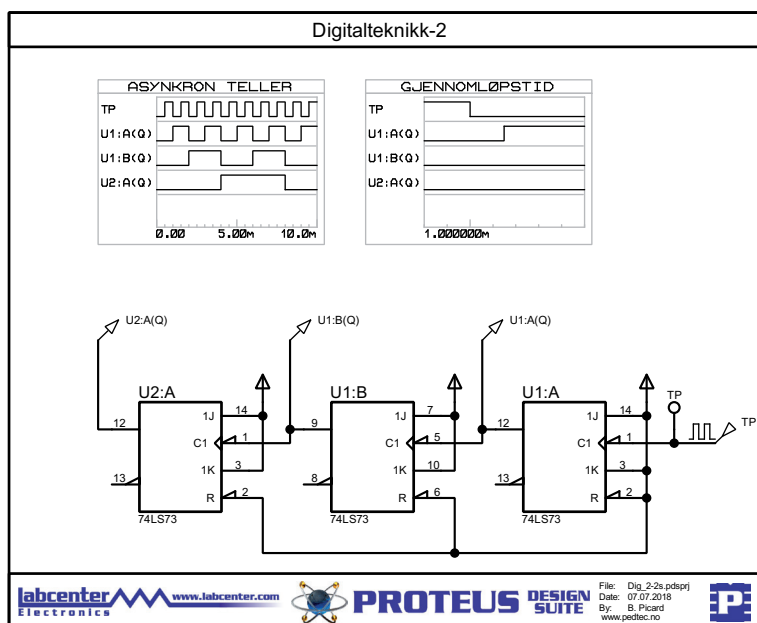 Digitalteknikk-2
ASYNKRON TELLER
TP
U1:A(Q)
U1:B(Q)
U2:A(Q)
0.00 5.00m 10.0m
GJENNOMLØPSTID
TP
U1:A(Q)
U1:B(Q)
U2:A(Q)
1.000000m
U2:A(Q) U1:B(Q) U1:A(Q)
U2:A
12
13
1J 14
C1 1
1K 3
R 2
74LS73
U1:B
9
8
1J 7
C1 5
1K 10
R 6
74LS73
U1:A
12
13
1J 14
C1 1
1K 3
R 2
74LS73
TP
TP
labcenter
Electronics
www.labcenter.com
PROTEUS DESIGN SUITE
File: Dig_2-2s.pdsprj
Date: 07.07.2018
By: B. Picard
www.pedtec.no
P